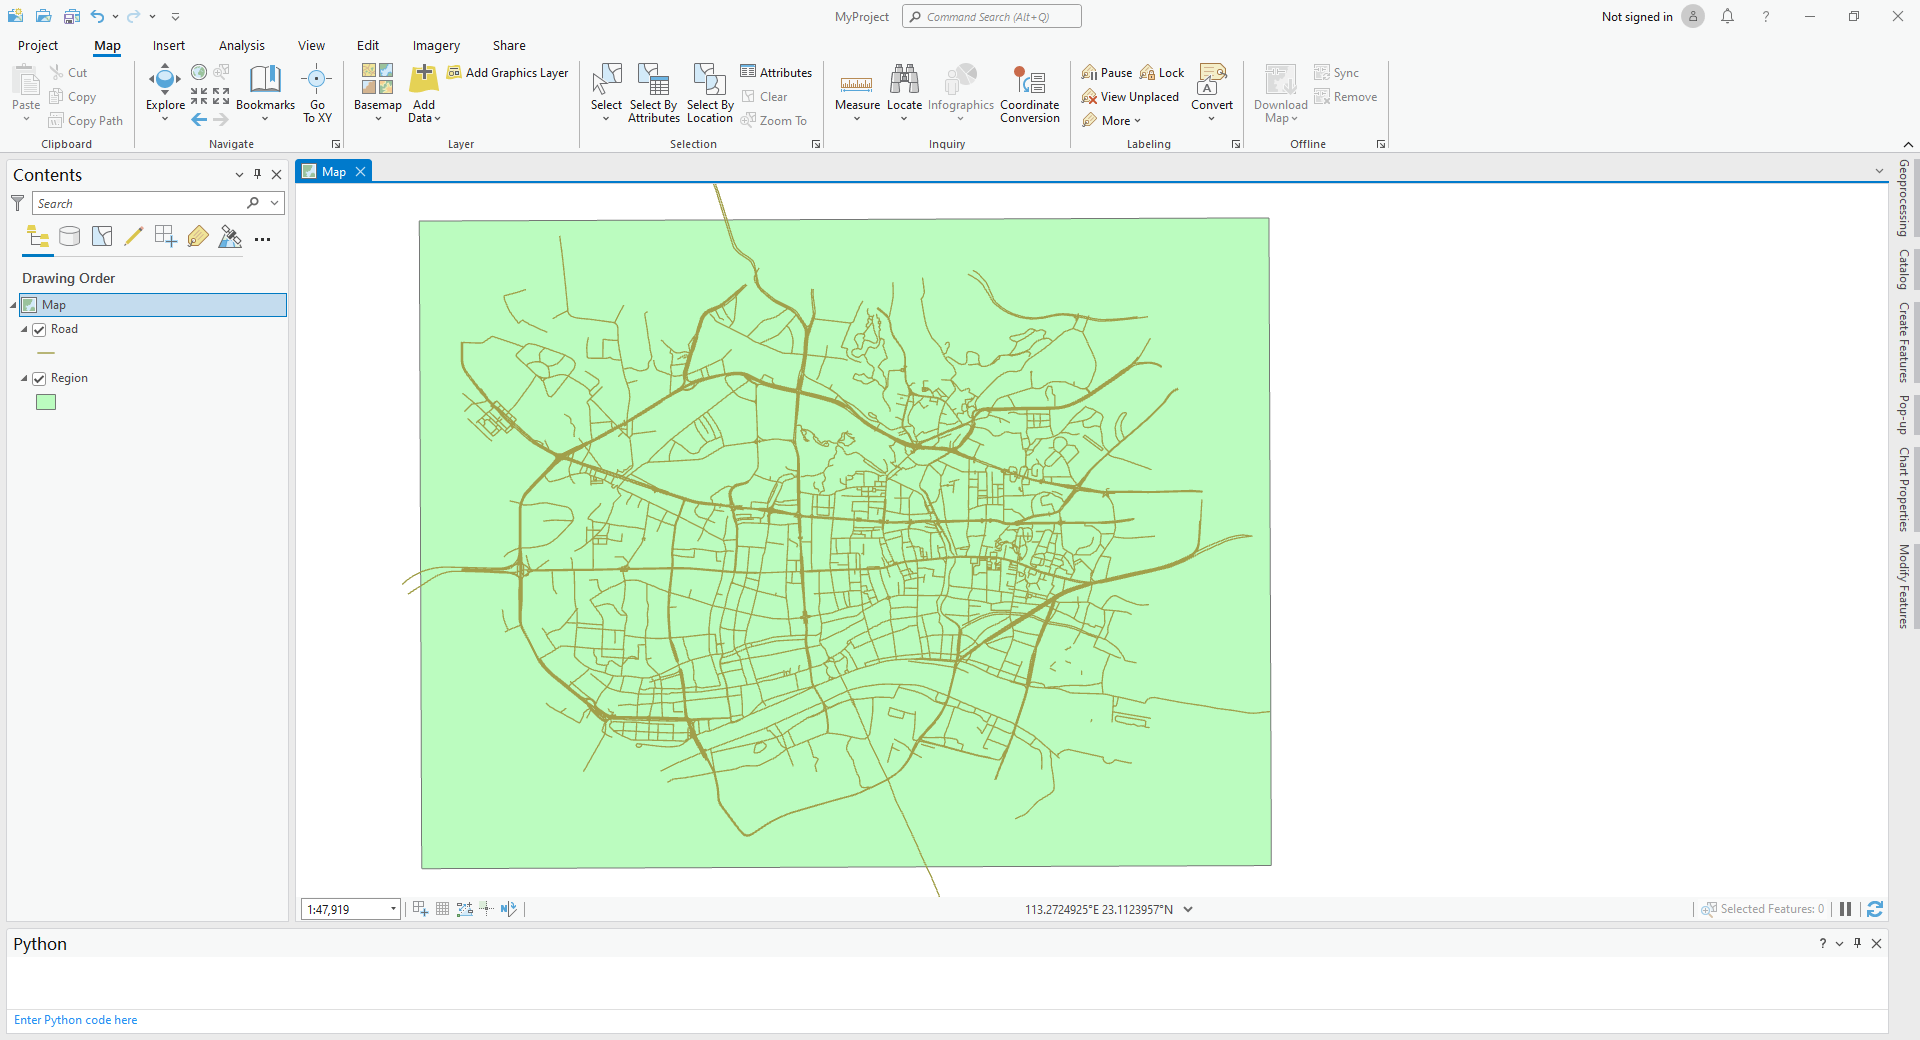 MyProject
Command Search (Alt+Q)
Not signed in
?
Project
Map
Insert
Analysis
View
Edit
Imagery
Share
Paste
Cut
Copy
Copy Path
Clipboard
Explore
Bookmarks
Go
To XY
Navigate
Basemap
Add
Data
Add Graphics Layer
Layer
Select
Select By
Attributes
Select By
Location
Attributes
Clear
Zoom To
Selection
Measure
Locate
Infographics
Coordinate
Conversion
Inquiry
Pause
Lock
View Unplaced
More
Convert
Labeling
Download
Map
Sync
Remove
Offline
Contents
Search
Drawing Order
Map
Road
Region
Map
1:47,919
113.2724925°E 23.1123957°N
Selected Features: 0
Geoprocessing
Catalog
Create Features
Pop-up
Chart Properties
Modify Features
Python
?
Enter Python code here